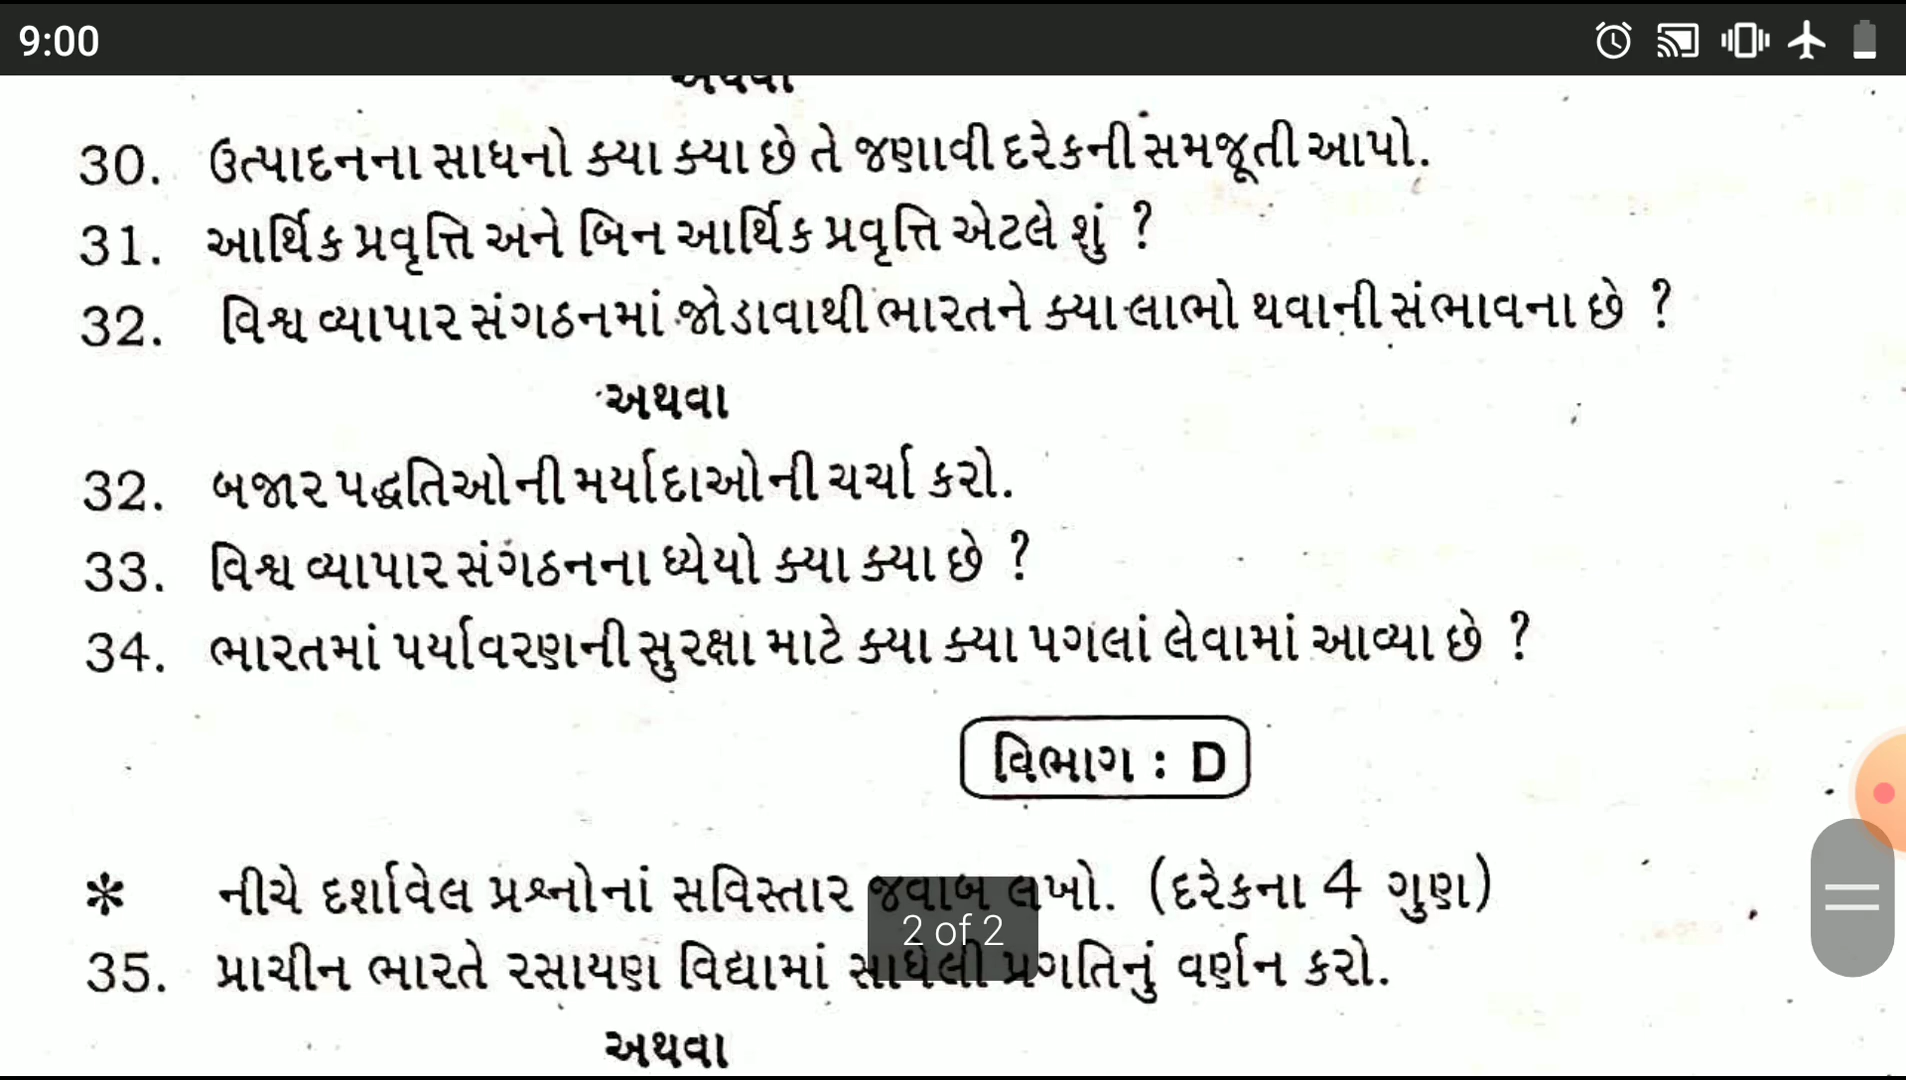 9:00
અથવા
30. ઉત્પાદનના સાધનો ક્યા ક્યા છે તે જણાવી દરેકની સમજૂતી આપો.
31. આર્થિક પ્રવૃત્તિ અને બિન આર્થિક પ્રવૃત્તિ એટલે શું ?
32. વિશ્વ વ્યાપાર સંગઠનમાં જોડાવાથી ભારતને ક્યા લાભો થવાની સંભાવના છે ?
અથવા
32. બજાર પદ્ધતિઓની મર્યાદાઓની ચર્ચા કરો.
33. વિશ્વ વ્યાપાર સંગઠનના ધ્યેયો ક્યા ક્યા છે ?
34. ભારતમાં પર્યાવરણની સુરક્ષા માટે ક્યા ક્યા પગલાં લેવામાં આવ્યા છે ?
વિભાગ : D
* નીચે દર્શાવેલ પ્રશ્નોનાં સવિસ્તાર જવાબ લખો. (દરેકના 4 ગુણ)
2 of 2
35. પ્રાચીન ભારતે રસાયણ વિદ્યામાં સાધેલી પ્રગતિનું વર્ણન કરો.
અથવા